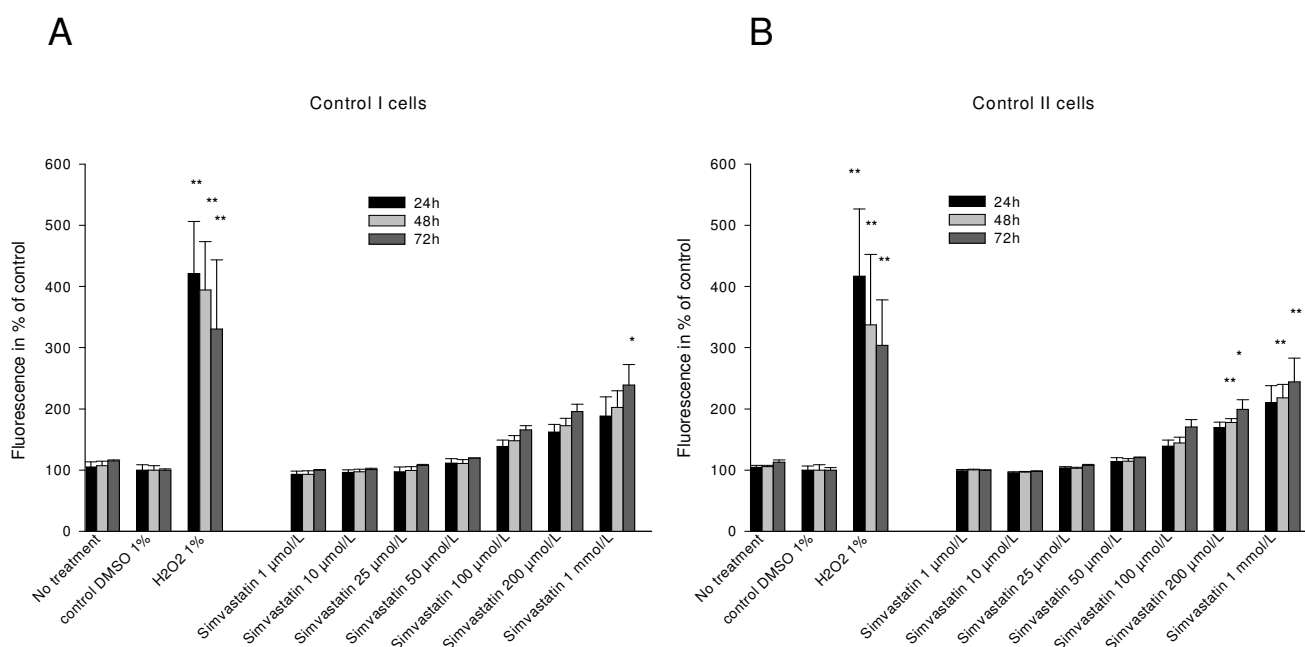 A
Control I cells
Fluorescence in % of control
600
500
400
300
200
100
0
**
**
**
*
24h
48h
72h
No treatment
control DMSO 1%
H2O2 1%
Simvastatin 1 µmol/L
Simvastatin 10 µmol/L
Simvastatin 25 µmol/L
Simvastatin 50 µmol/L
Simvastatin 100 µmol/L
Simvastatin 200 µmol/L
Simvastatin 1 mmol/L
B
Control II cells
Fluorescence in % of control
600
500
400
300
200
100
0
**
**
**
**
*
**
**
24h
48h
72h
No treatment
control DMSO 1%
H2O2 1%
Simvastatin 1 µmol/L
Simvastatin 10 µmol/L
Simvastatin 25 µmol/L
Simvastatin 50 µmol/L
Simvastatin 100 µmol/L
Simvastatin 200 µmol/L
Simvastatin 1 mmol/L